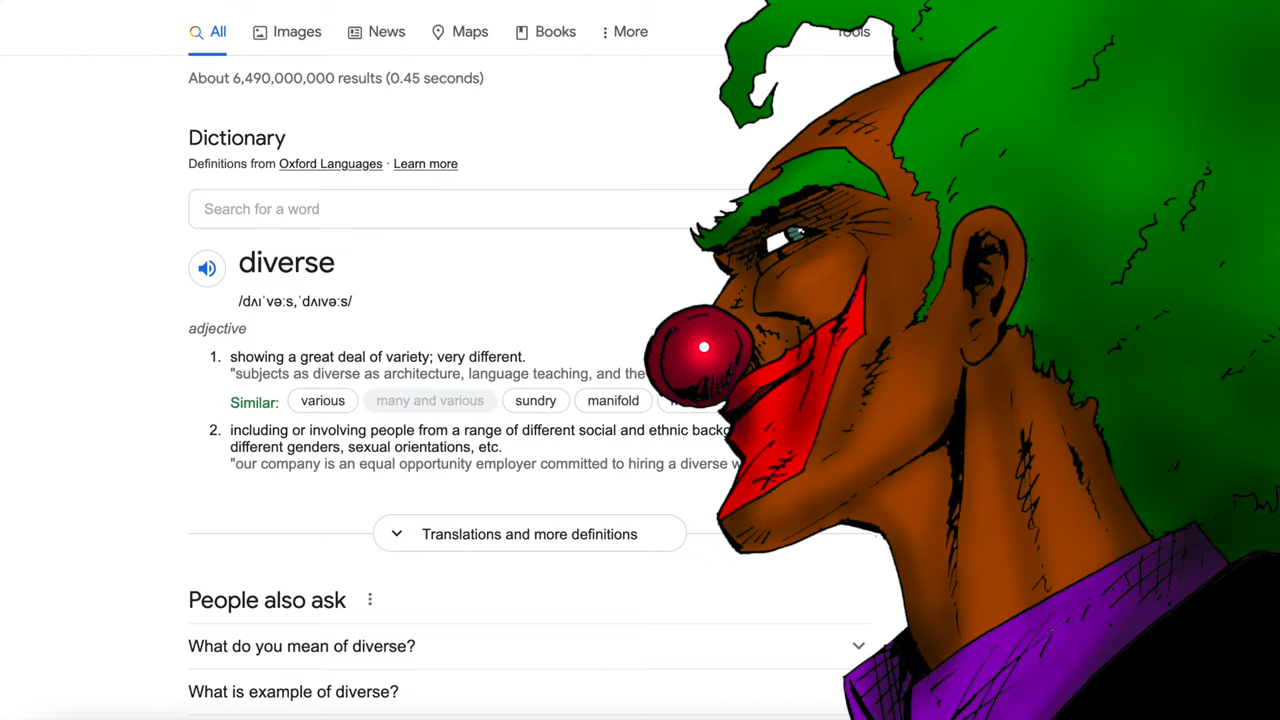 All Images News Maps Books More Tools
About 6,490,000,000 results (0.45 seconds)
Dictionary
Definitions from Oxford Languages · Learn more
Search for a word
diverse
/dʌɪˈvəːs,ˈdʌɪvəːs/
adjective
1. showing a great deal of variety; very different.
"subjects as diverse as architecture, language teaching, and the
Similar: various many and various sundry manifold
2. including or involving people from a range of different social and ethnic
different genders, sexual orientations, etc.
"our company is an equal opportunity employer committed to hiring a diverse
Translations and more definitions
People also ask
What do you mean of diverse?
What is example of diverse?